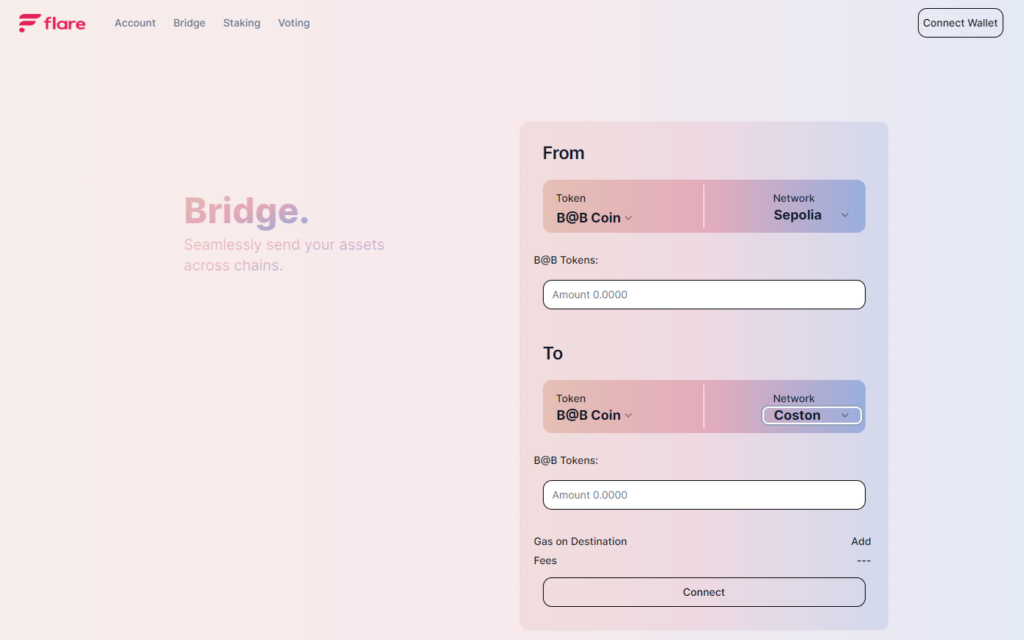 flare Account Bridge Staking Voting Connect Wallet
Bridge.
Seamlessly send your assets
across chains.
From
Token Network
B@B Coin Sepolia
B@B Tokens:
Amount 0.0000
To
Token Network
B@B Coin Coston
B@B Tokens:
Amount 0.0000
Gas on Destination Add
Fees ---
Connect